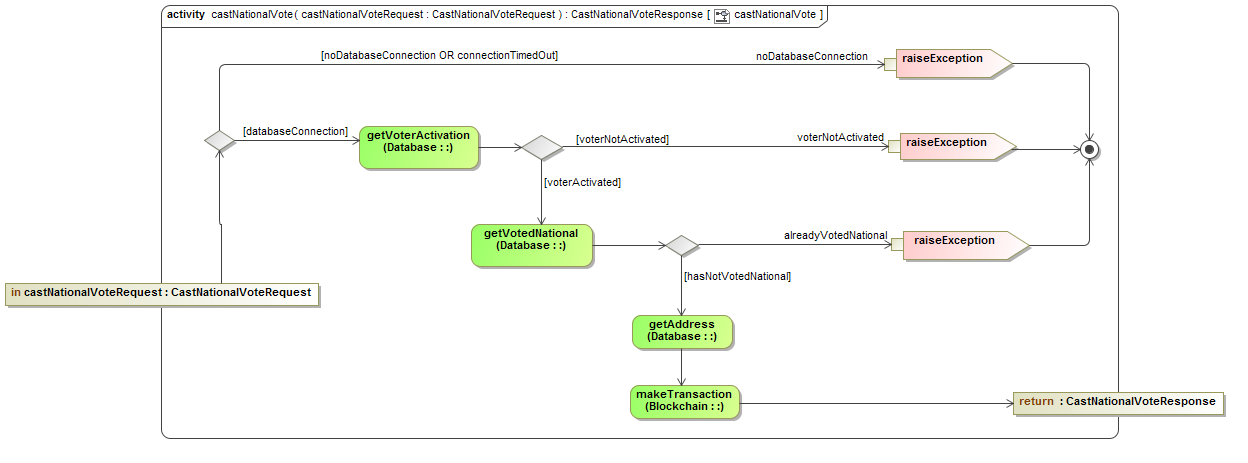 activity castNationalVote ( castNationalVoteRequest : CastNationalVoteRequest ) : CastNationalVoteResponse [ castNationalVote ]
[noDatabaseConnection OR connectionTimedOut]
noDatabaseConnection
raiseException
[databaseConnection]
getVoterActivation
(Database : :)
[voterNotActivated]
voterNotActivated
raiseException
[voterActivated]
getVotedNational
(Database : :)
alreadyVotedNational
raiseException
[hasNotVotedNational]
in castNationalVoteRequest : CastNationalVoteRequest
getAddress
(Database : :)
makeTransaction
(Blockchain : :)
return : CastNationalVoteResponse